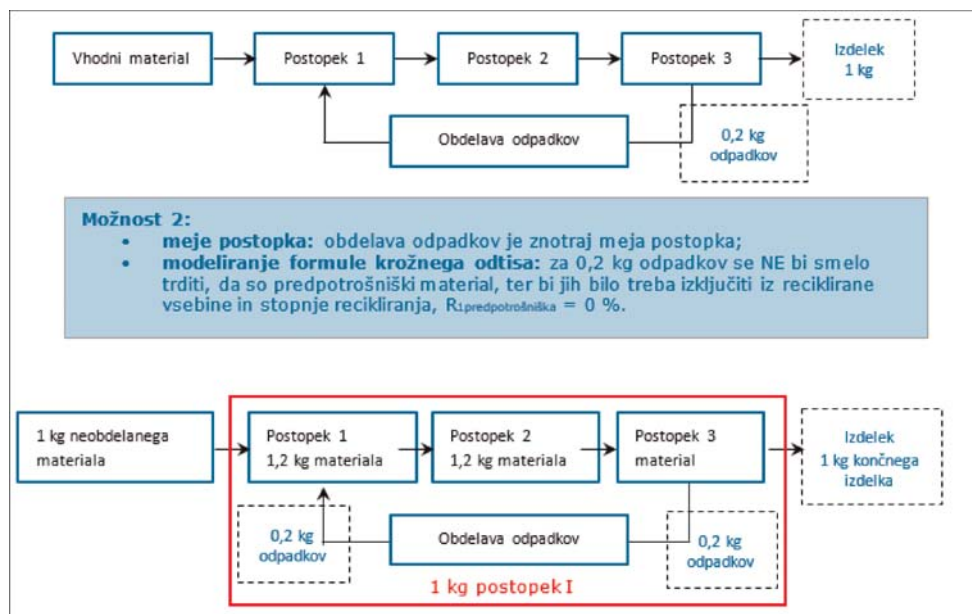 Vhodni material
Postopek 1
Postopek 2
Postopek 3
Izdelek
1 kg
Obdelava odpadkov
0,2 kg
odpadkov
Možnost 2:
• meje postopka: obdelava odpadkov je znotraj meja postopka;
• modeliranje formule krožnega odtisa: za 0,2 kg odpadkov se NE bi smelo
trditi, da so predpotrošniški material, ter bi jih bilo treba izključiti iz reciklirane
vsebine in stopnje recikliranja, R1predpotrošniška = 0 %.
1 kg neobdelanega
materiala
Postopek 1
1,2 kg materiala
Postopek 2
1,2 kg materiala
Postopek 3
material
Izdelek
1 kg končnega
izdelka
0,2 kg
odpadkov
Obdelava odpadkov
0,2 kg
odpadkov
1 kg postopek I